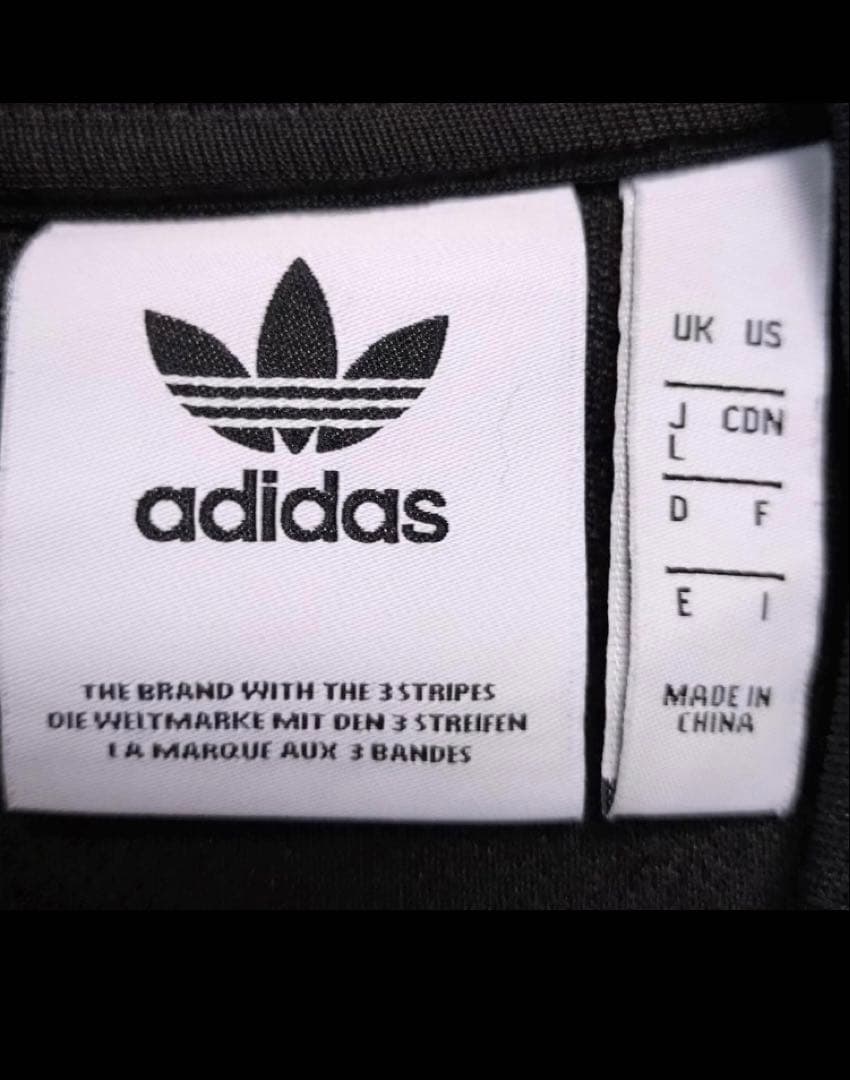 adidas
THE BRAND WITH THE 3 STRIPES
DIE WELTMARKE MIT DEN 3 STREIFEN
LA MARQUE AUX 3 BANDES
UK US
J CDN
L
D F
E I
MADE IN
CHINA